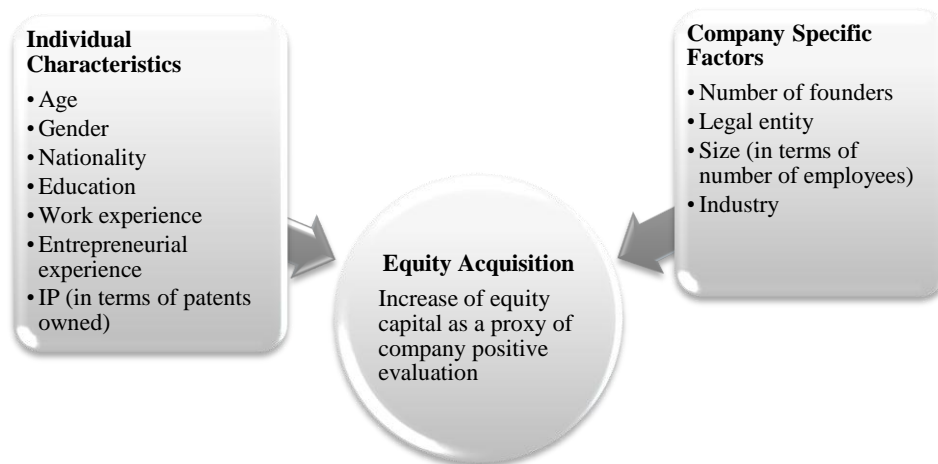 Individual
Characteristics
• Age
• Gender
• Nationality
• Education
• Work experience
• Entrepreneurial
experience
• IP (in terms of patents
owned)
Company Specific
Factors
• Number of founders
• Legal entity
• Size (in terms of
number of employees)
• Industry
Equity Acquisition
Increase of equity
capital as a proxy of
company positive
evaluation